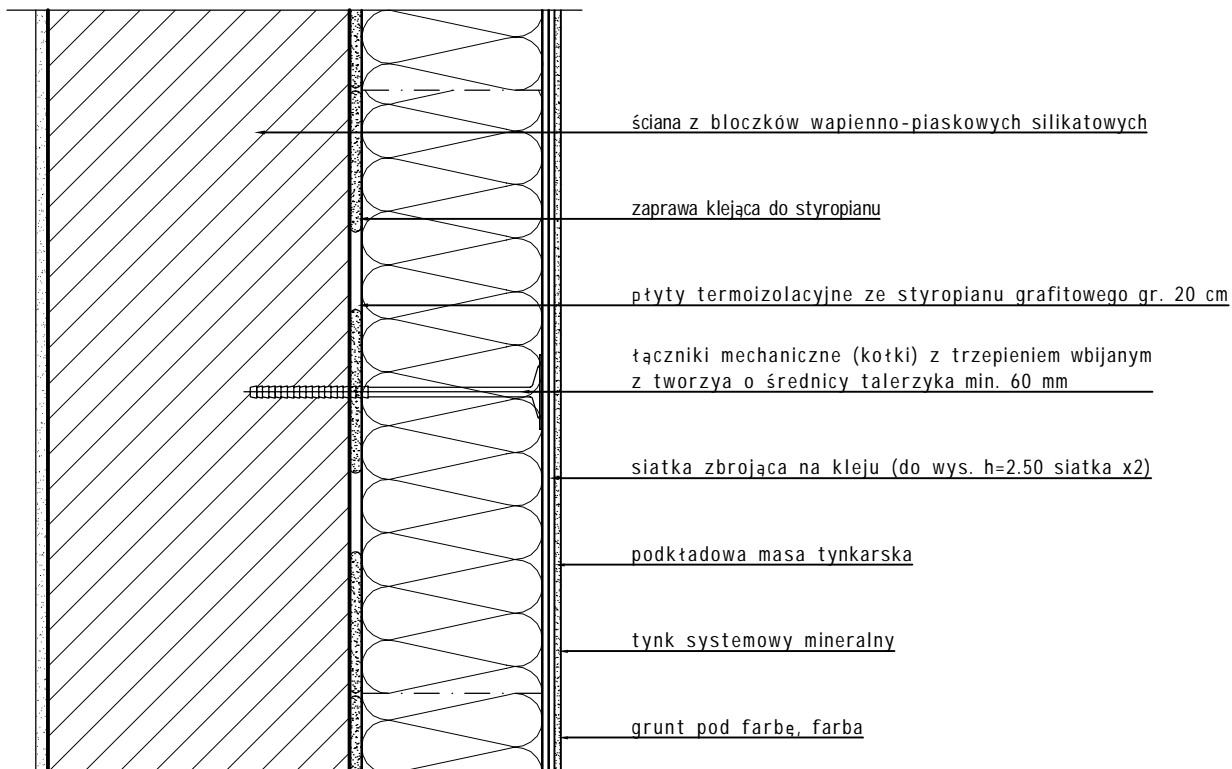 ściana z bloczków wapienno-piaskowych silikatowych
zaprawa klejąca do styropianu
płyty termoizolacyjne ze styropianu grafitowego gr. 20 cm
łączniki mechaniczne (kołki) z trzepieniem wbijanym
z tworzya o średnicy talerzyka min. 60 mm
siatka zbrojąca na kleju (do wys. h=2.50 siatka x2)
podkładowa masa tynkarska
tynk systemowy mineralny
grunt pod farbę, farba